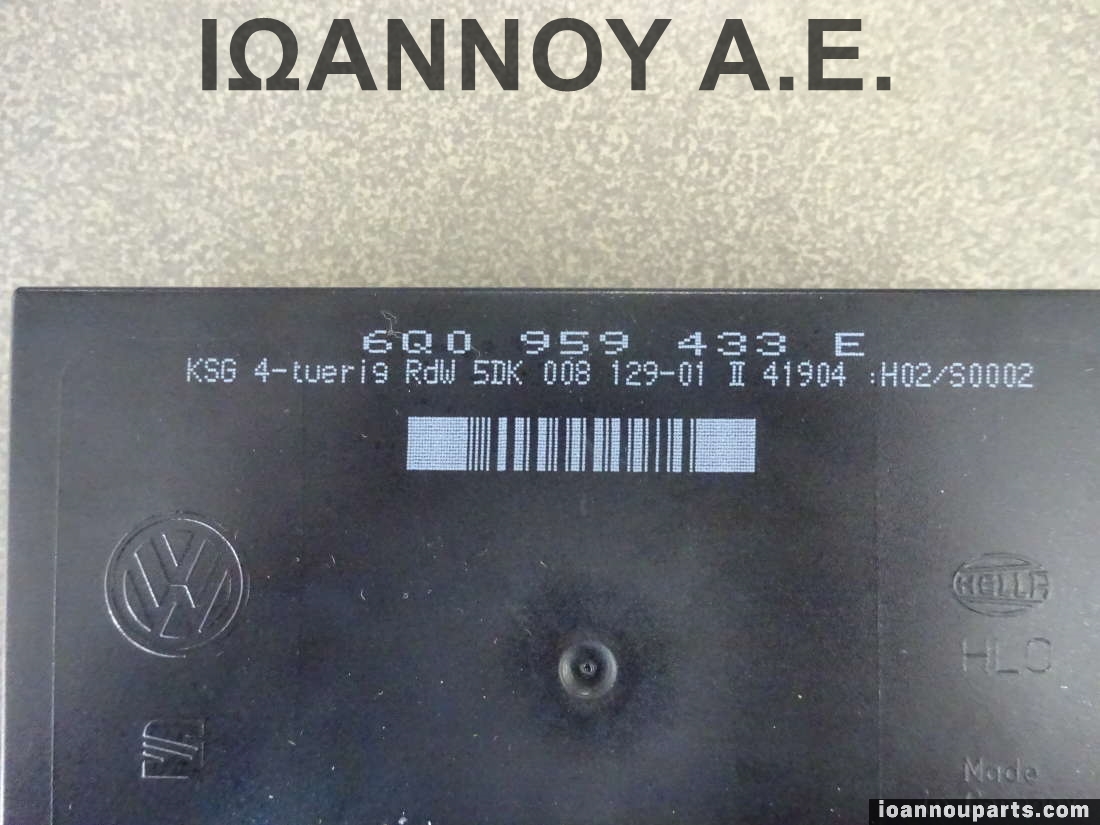 ΙΩΑΝΝΟΥ Α.Ε.
6Q0 959 433 E
KSG 4-tuerig RdW 5DK 008 129-01 II 41904 :H02/S0002
HELLA
Made
ioannouparts.com